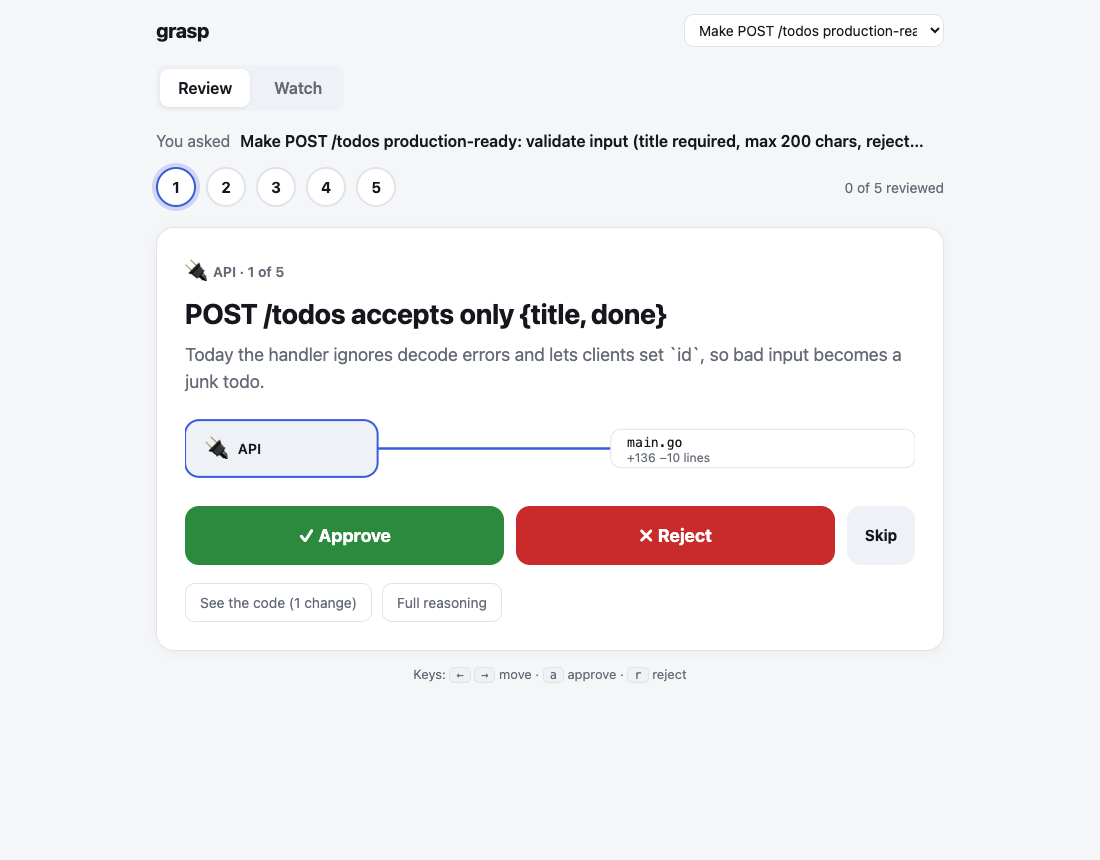 grasp
Make POST /todos production-rea
Review
Watch
You asked Make POST /todos production-ready: validate input (title required, max 200 chars, reject...
1 2 3 4 5
0 of 5 reviewed
API · 1 of 5
POST /todos accepts only {title, done}
Today the handler ignores decode errors and lets clients set `id`, so bad input becomes a
junk todo.
API
main.go
+136 −10 lines
✓ Approve
✕ Reject
Skip
See the code (1 change)
Full reasoning
Keys: ← → move · a approve · r reject